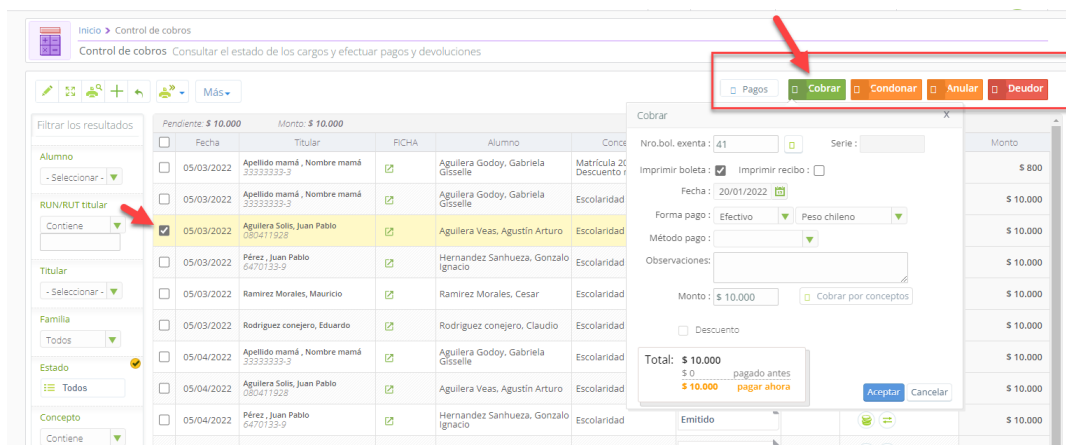 Inicio > Control de cobros
Control de cobros Consultar el estado de los cargos y efectuar pagos y devoluciones
Más
Pagos Cobrar Condonar Anular Deudor
Filtrar los resultados
Alumno
- Seleccionar -
RUN/RUT titular
Contiene
Titular
- Seleccionar -
Familia
Todos
Estado
Todos
Concepto
Contiene
Pendiente: $ 10.000 Monto: $ 10.000
Fecha Titular FICHA Alumno Conce Monto
05/03/2022 Apellido mamá , Nombre mamá 33333333-3 Aguilera Godoy, Gabriela Gisselle Matrícula 20 Descuento $ 800
05/03/2022 Apellido mamá , Nombre mamá 33333333-3 Aguilera Godoy, Gabriela Gisselle Escolaridad $ 10.000
05/03/2022 Aguilera Solis, Juan Pablo 080411928 Aguilera Veas, Agustín Arturo Escolaridad $ 10.000
05/03/2022 Pérez , Juan Pablo 6470133-9 Hernandez Sanhueza, Gonzalo Ignacio Escolaridad $ 10.000
05/03/2022 Ramirez Morales, Mauricio Ramirez Morales, Cesar Escolaridad $ 10.000
05/03/2022 Rodriguez conejero, Eduardo Rodriguez conejero, Claudio Escolaridad $ 10.000
05/04/2022 Apellido mamá , Nombre mamá 33333333-3 Aguilera Godoy, Gabriela Gisselle Escolaridad $ 10.000
05/04/2022 Aguilera Solis, Juan Pablo 080411928 Aguilera Veas, Agustín Arturo Escolaridad $ 10.000
05/04/2022 Pérez , Juan Pablo 6470133-9 Hernandez Sanhueza, Gonzalo Ignacio Escolaridad Emitido $ 10.000
Cobrar X
Nro.bol. exenta : 41 Serie :
Imprimir boleta : Imprimir recibo :
Fecha : 20/01/2022
Forma pago : Efectivo Peso chileno
Método pago :
Observaciones:
Monto : $ 10.000 Cobrar por conceptos
Descuento
Total: $ 10.000
$ 0 pagado antes
$ 10.000 pagar ahora
Aceptar Cancelar